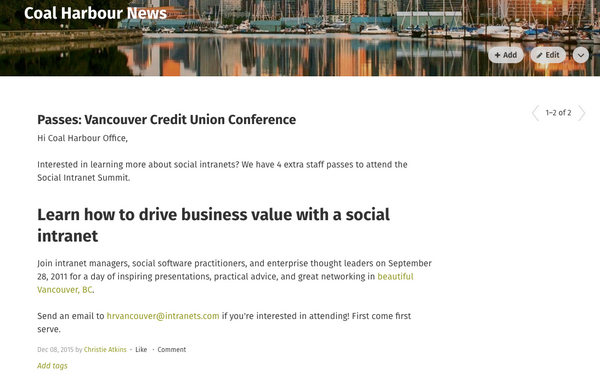 Coal Harbour News
Add
Edit
Passes: Vancouver Credit Union Conference
1–2 of 2
Hi Coal Harbour Office,
Interested in learning more about social intranets? We have 4 extra staff passes to attend the
Social Intranet Summit.
Learn how to drive business value with a social
intranet
Join intranet managers, social software practitioners, and enterprise thought leaders on September
28, 2011 for a day of inspiring presentations, practical advice, and great networking in beautiful
Vancouver, BC.
Send an email to hrvancouver@intranets.com if you're interested in attending! First come first
serve.
Dec 08, 2015 by Christie Atkins - Like - Comment
Add tags